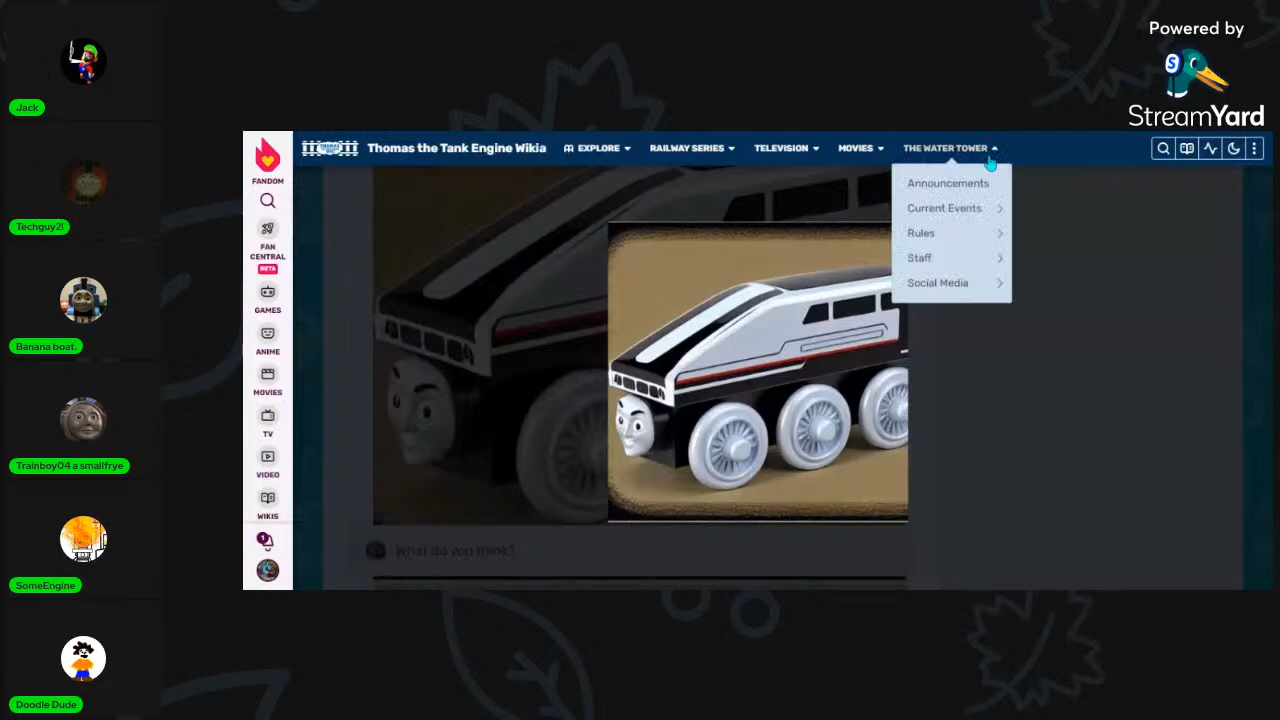 Powered by
StreamYard
Jack
Techguy2!
Banana boat.
Trainboy04 a smallfrye
SomeEngine
Doodle Dude
FANDOM
FAN
CENTRAL
BETA
GAMES
ANIME
MOVIES
TV
VIDEO
WIKIS
1
Thomas the Tank Engine Wikia
EXPLORE
RAILWAY SERIES
TELEVISION
MOVIES
THE WATER TOWER
Announcements
Current Events
Rules
Staff
Social Media
What do you think?